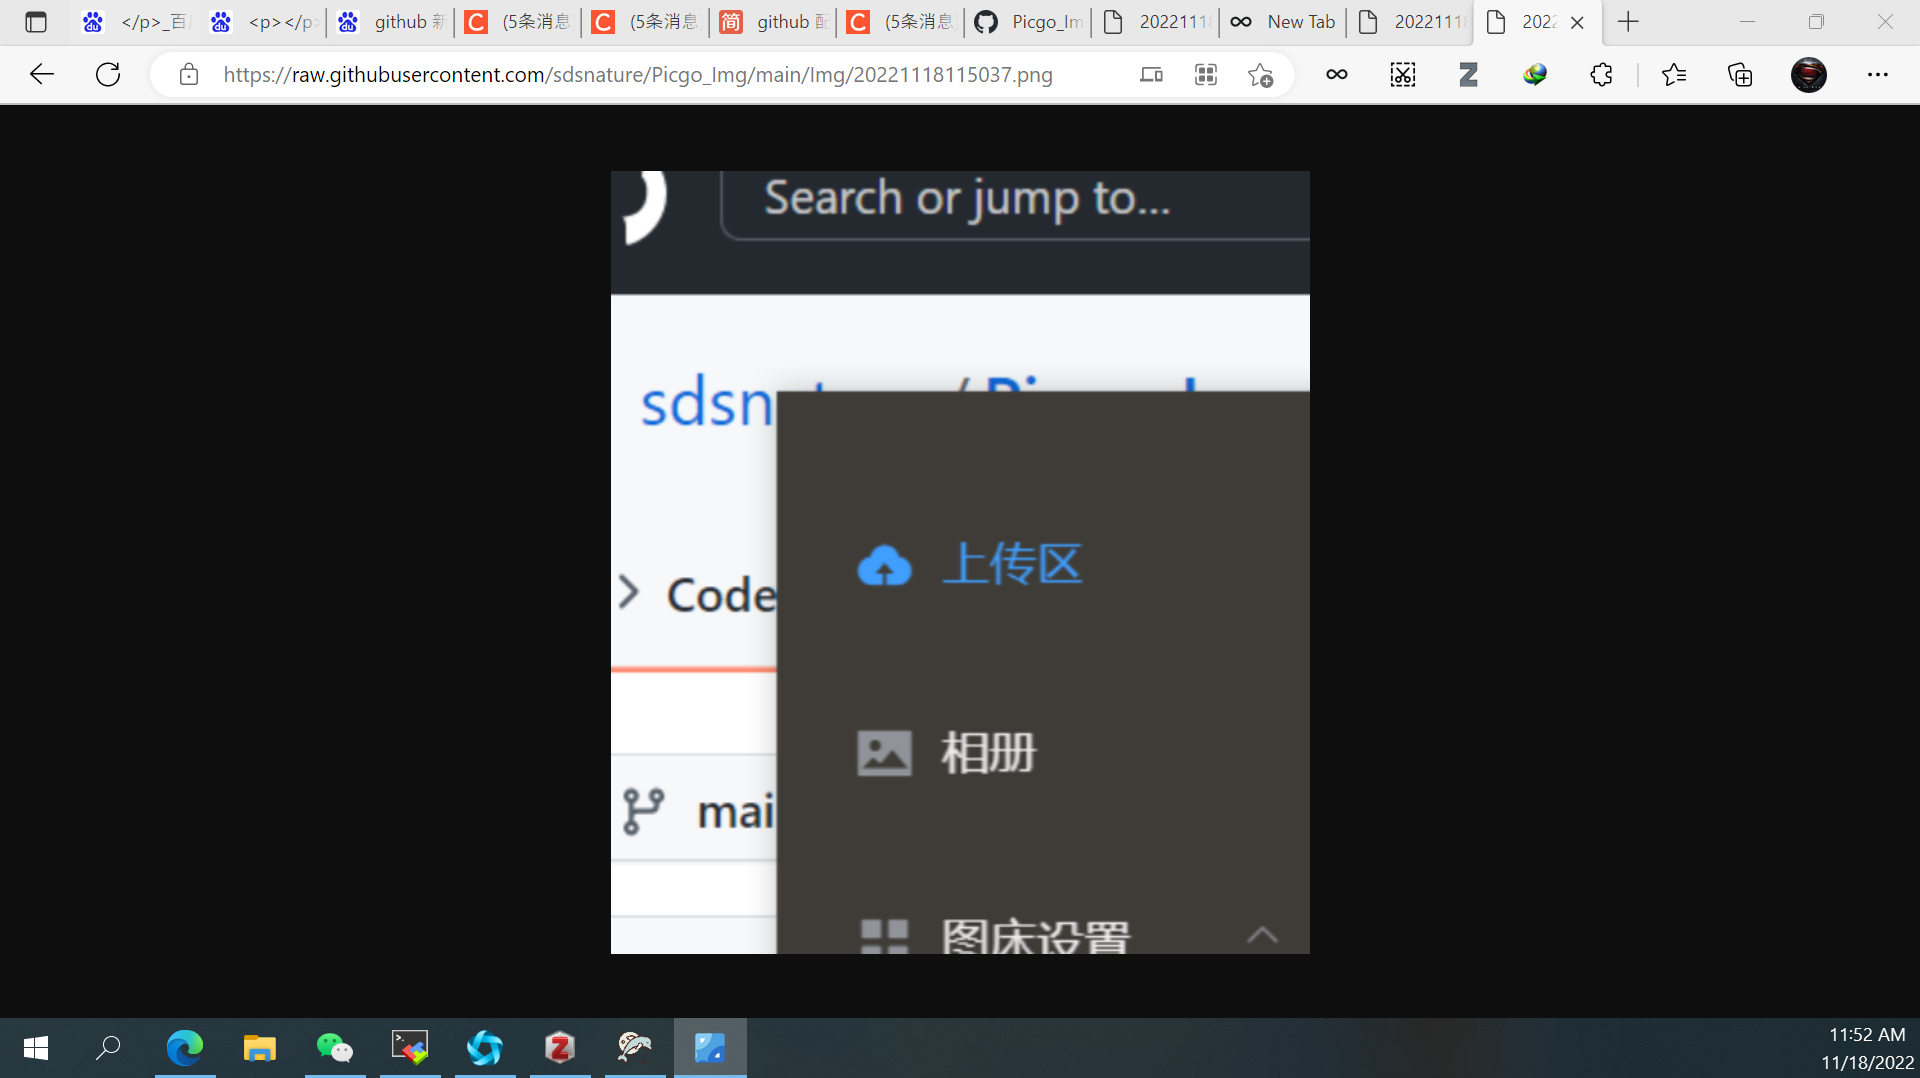 </p>_百
<p></p>
github 新
(5条消息
(5条消息
github 配
(5条消息
Picgo_Im
20221118
New Tab
20221118
2022
https://raw.githubusercontent.com/sdsnature/Picgo_Img/main/Img/20221118115037.png
Search or jump to...
sdsn
Code
mai
上传区
相册
图床设置
11:52 AM
11/18/2022